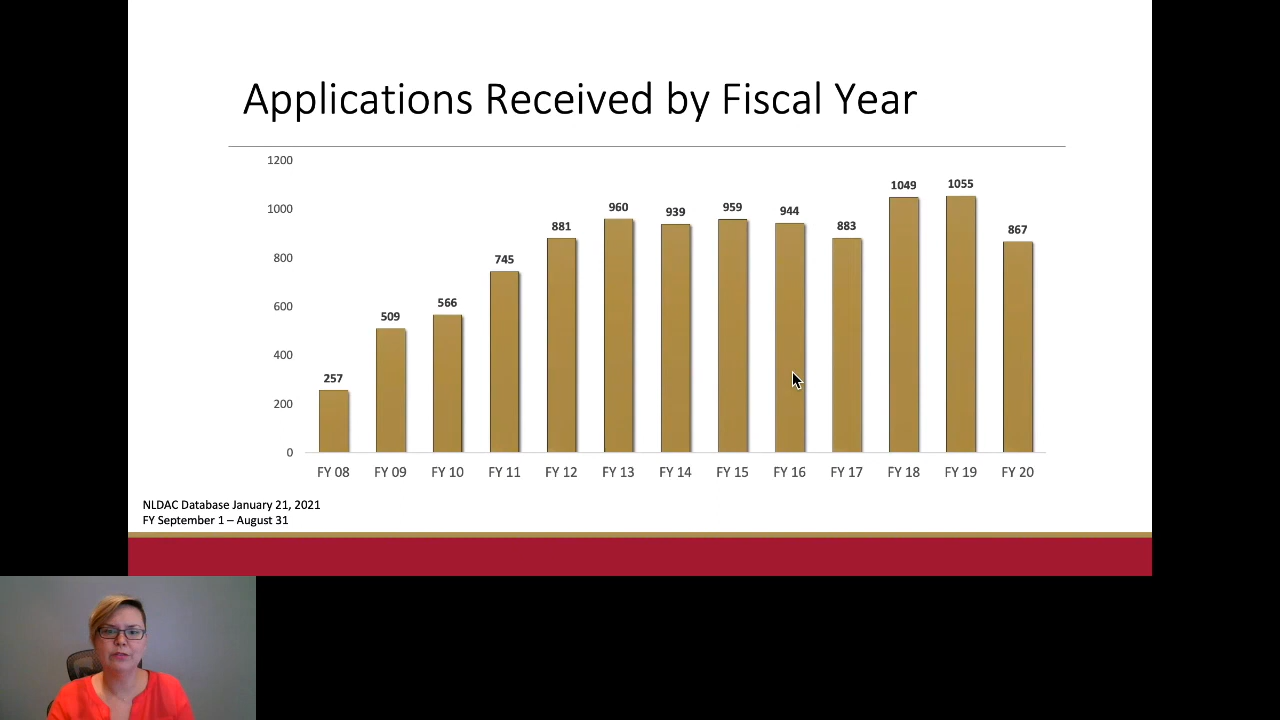 Applications Received by Fiscal Year
1200
1000
800
600
400
200
0
257
509
566
745
881
960
939
959
944
883
1049
1055
867
FY 08
FY 09
FY 10
FY 11
FY 12
FY 13
FY 14
FY 15
FY 16
FY 17
FY 18
FY 19
FY 20
NLDAC Database January 21, 2021
FY September 1 – August 31